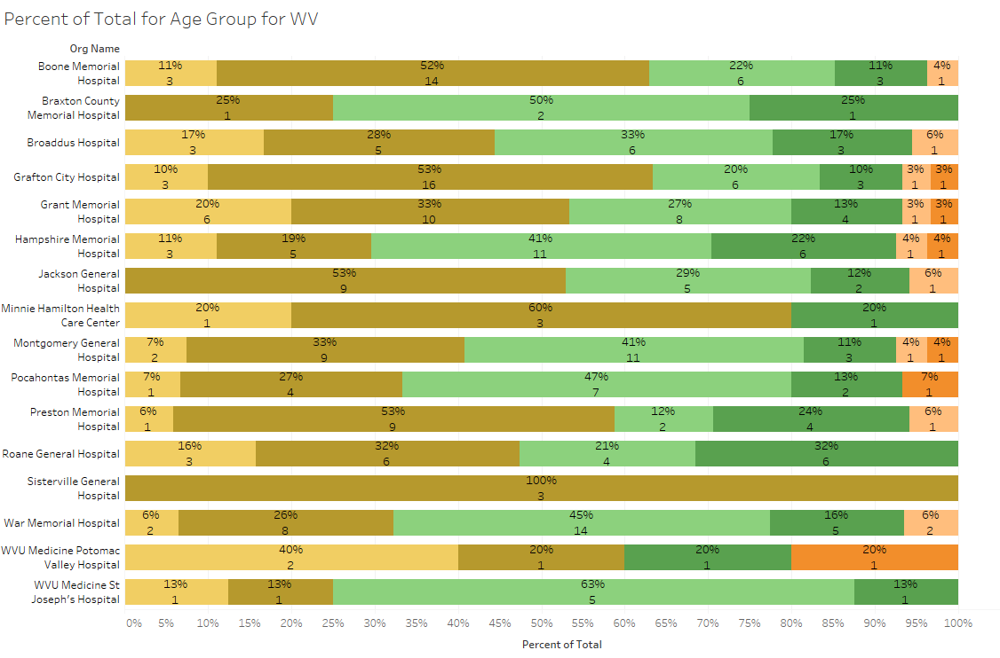 Percent of Total for Age Group for WV
Org Name
Boone Memorial
Hospital
11% 52% 22% 11% 4%
3 14 6 3 1
Braxton County
Memorial Hospital
25% 50% 25%
1 2 1
Broaddus Hospital
17% 28% 33% 17% 6%
3 5 6 3 1
Grafton City Hospital
10% 53% 20% 10% 3% 3%
3 16 6 3 1 1
Grant Memorial
Hospital
20% 33% 27% 13% 3% 3%
6 10 8 4 1 1
Hampshire Memorial
Hospital
11% 19% 41% 22% 4% 4%
3 5 11 6 1 1
Jackson General
Hospital
53% 29% 12% 6%
9 5 2 1
Minnie Hamilton Health
Care Center
20% 60% 20%
1 3 1
Montgomery General
Hospital
7% 33% 41% 11% 4% 4%
2 9 11 3 1 1
Pocahontas Memorial
Hospital
7% 27% 47% 13% 7%
1 4 7 2 1
Preston Memorial
Hospital
6% 53% 12% 24% 6%
1 9 2 4 1
Roane General Hospital
16% 32% 21% 32%
3 6 4 6
Sisterville General
Hospital
100%
3
War Memorial Hospital
6% 26% 45% 16% 6%
2 8 14 5 2
WVU Medicine Potomac
Valley Hospital
40% 20% 20% 20%
2 1 1 1
WVU Medicine St
Joseph's Hospital
13% 13% 63% 13%
1 1 5 1
0% 5% 10% 15% 20% 25% 30% 35% 40% 45% 50% 55% 60% 65% 70% 75% 80% 85% 90% 95% 100%
Percent of Total